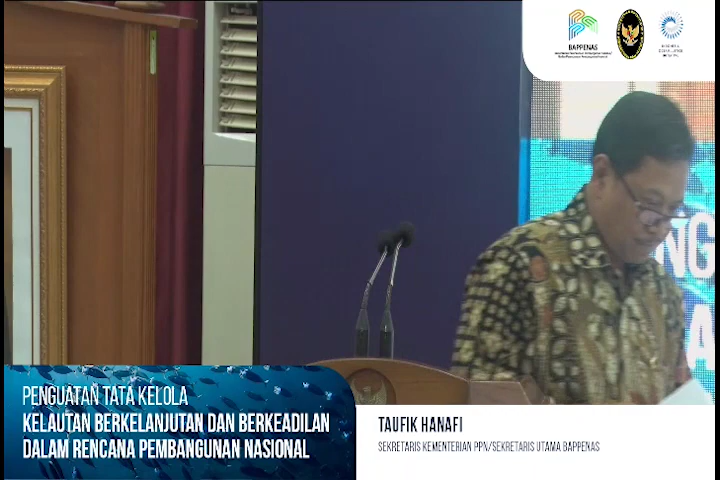 BAPPENAS
NG
A
PENGUATAN TATA KELOLA
KELAUTAN BERKELANJUTAN DAN BERKEADILAN
DALAM RENCANA PEMBANGUNAN NASIONAL
TAUFIK HANAFI
SEKRETARIS KEMENTERIAN PPN/SEKRETARIS UTAMA BAPPENAS